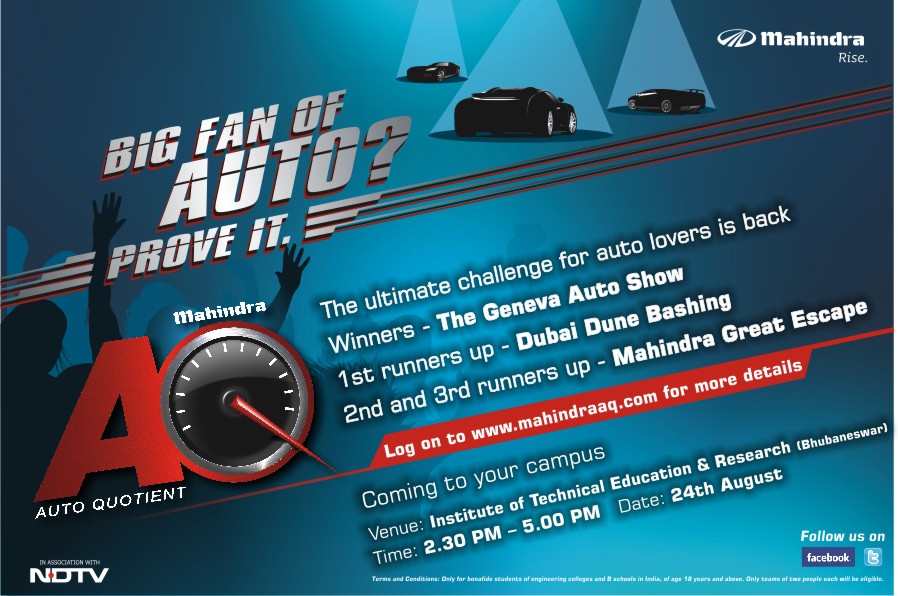 Mahindra
Rise.
BIG FAN OF
AUTO?
PROVE IT.
The ultimate challenge for auto lovers is back
Winners - The Geneva Auto Show
1st runners up - Dubai Dune Bashing
2nd and 3rd runners up - Mahindra Great Escape
Mahindra
AQ
AUTO QUOTIENT
Log on to www.mahindraaq.com for more details
Coming to your campus
Venue: Institute of Technical Education & Research (Bhubaneswar)
Time: 2.30 PM – 5.00 PM Date: 24th August
Follow us on
facebook t
IN ASSOCIATION WITH
NDTV
Terms and Conditions: Only for bonafide students of engineering colleges and B schools in India, of age 18 years and above. Only teams of two people each will be eligible.